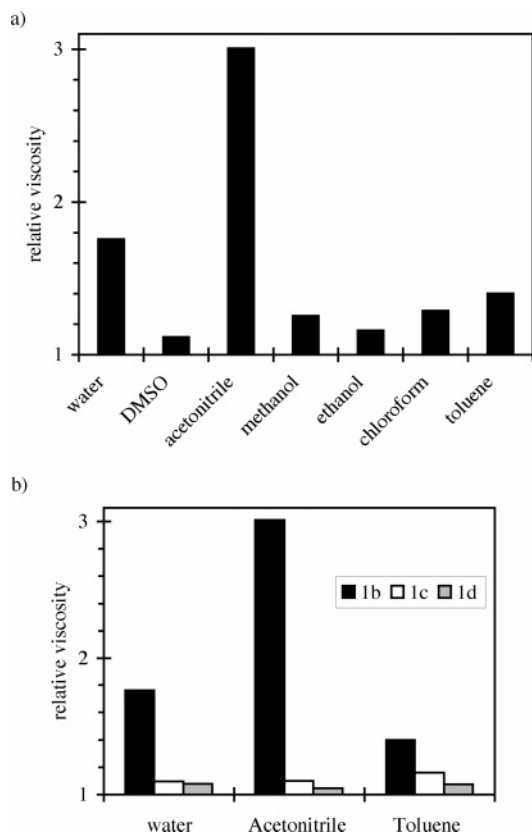 a)
3
2
1
relative viscosity
water
DMSO
acetonitrile
methanol
ethanol
chloroform
toluene
b)
3
2
1
relative viscosity
1b 1c 1d
water Acetonitrile Toluene